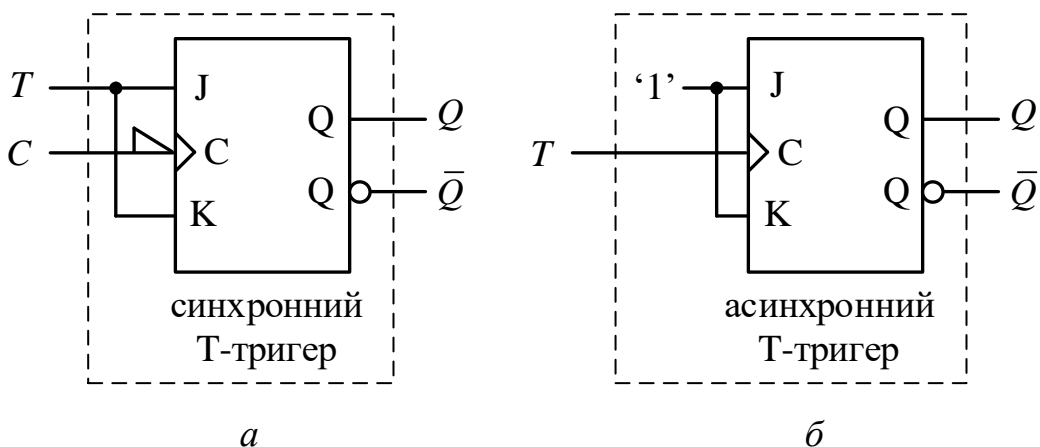 T J
C C
K
Q Q
Q Q̅
синхронний
Т-тригер
а
‘1’ J
T C
K
Q Q
Q Q̅
асинхронний
Т-тригер
б